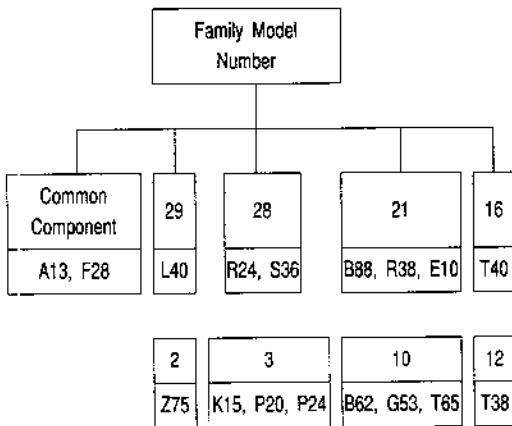 Family Model
Number
Common
Component
29
28
21
16
A13, F28
L40
R24, S36
B88, R38, E10
T40
2
3
10
12
Z75
K15, P20, P24
B62, G53, T65
T38